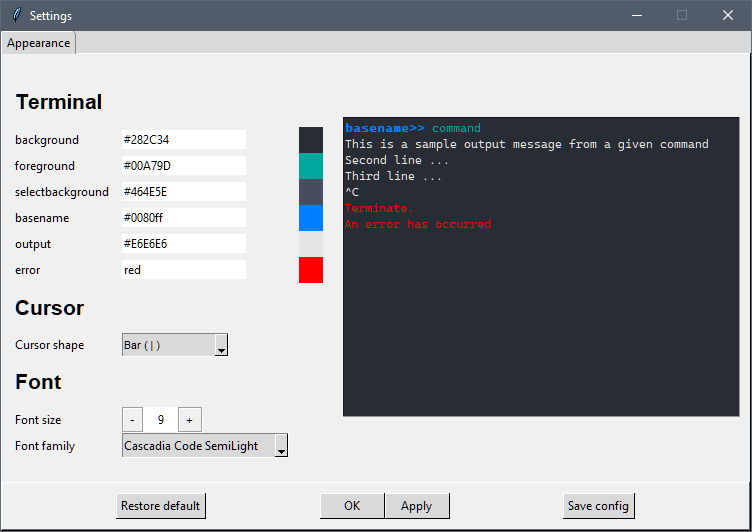 Settings
Appearance
Terminal
background #282C34
foreground #00A79D
selectbackground #464E5E
basename #0080ff
output #E6E6E6
error red
Cursor
Cursor shape Bar ( | )
Font
Font size - 9 +
Font family Cascadia Code SemiLight
basename>> command
This is a sample output message from a given command
Second line ...
Third line ...
^C
Terminate.
An error has occurred
Restore default OK Apply Save config